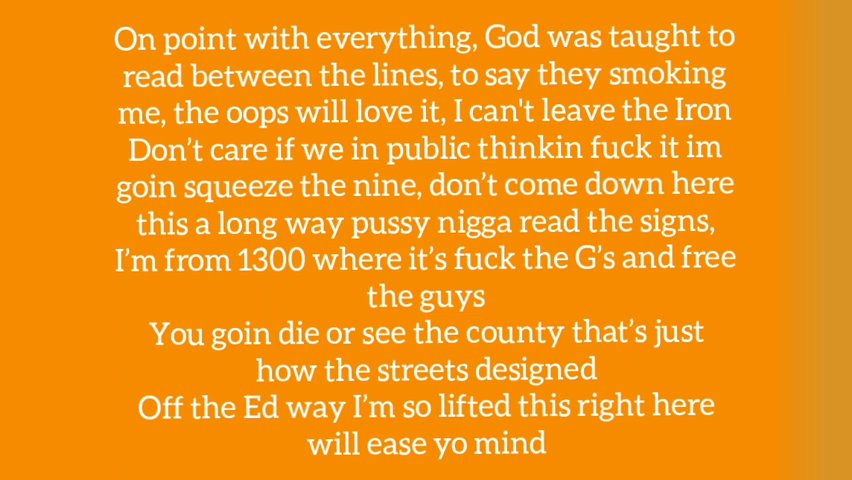 On point with everything, God was taught to
read between the lines, to say they smoking
me, the oops will love it, I can't leave the Iron
Don’t care if we in public thinkin fuck it im
goin squeeze the nine, don’t come down here
this a long way pussy nigga read the signs,
I’m from 1300 where it’s fuck the G’s and free
the guys
You goin die or see the county that’s just
how the streets designed
Off the Ed way I’m so lifted this right here
will ease yo mind